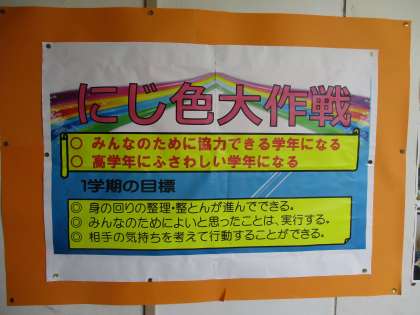 にじ色大作戦
○ みんなのために協力できる学年になる
○ 高学年にふさわしい学年になる
1学期の目標
◎ 身の回りの整理・整とんが進んでできる。
◎ みんなのためによいと思ったことは、実行する。
◎ 相手の気持ちを考えて行動することができる。